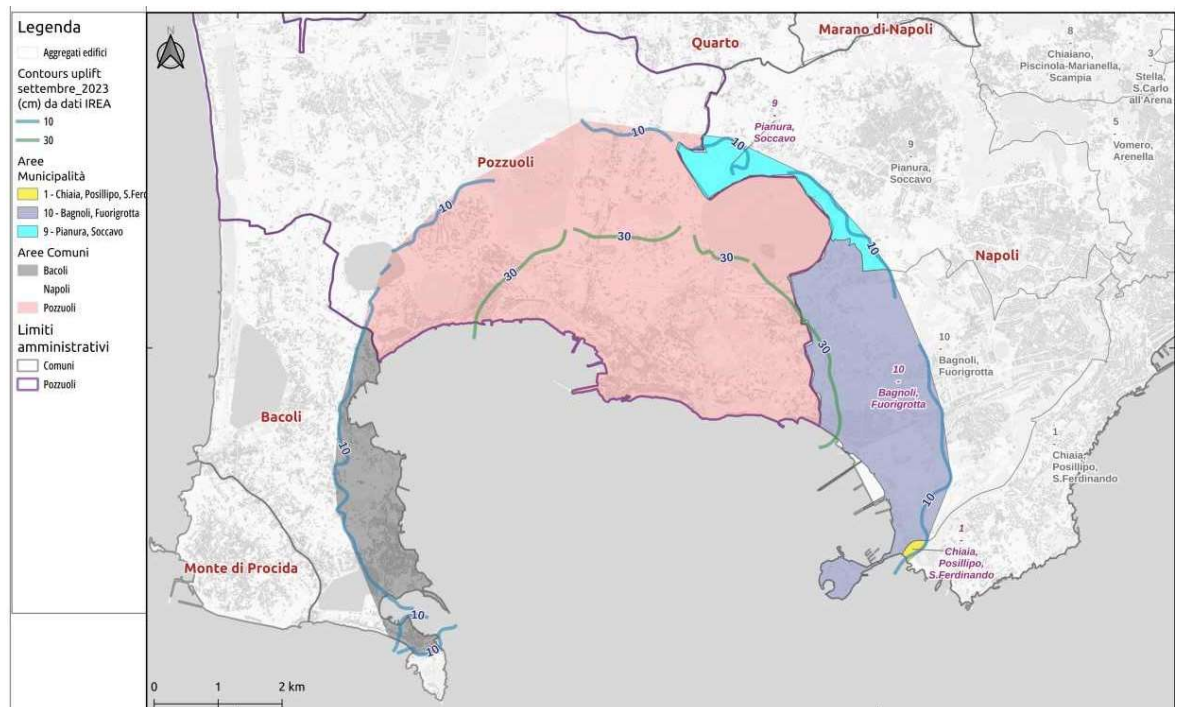 Legenda
Aggregati edifici
Contours uplift
settembre_2023
(cm) da dati IREA
10
30
Aree
Municipalità
1 - Chiaia, Posillipo, S.Ferd
10 - Bagnoli, Fuorigrotta
9 - Pianura, Soccavo
Aree Comuni
Bacoli
Napoli
Pozzuoli
Limiti
amministrativi
Comuni
Pozzuoli
N
Quarto
Marano di Napoli
8
-
Chiaiano,
Piscinola-Marianella,
Scampia
3
-
Stella,
S.Carlo
all'Arena
9
-
Pianura,
Soccavo
5
-
Vomero,
Arenella
9
-
Pianura,
Soccavo
Pozzuoli
10
10
10
10
30
30
30
30
Napoli
10
-
Bagnoli,
Fuorigrotta
10
-
Bagnoli,
Fuorigrotta
Bacoli
10
1
-
Chiaia,
Posillipo,
S.Ferdinando
10
1
-
Chiaia,
Posillipo,
S.Ferdinando
Monte di Procida
10
10
0 1 2 km